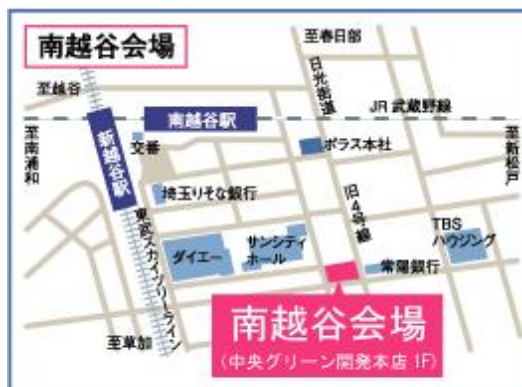 南越谷会場
至春日部
至越谷
日光街道
JR武蔵野線
南越谷駅
至南浦和
新越谷駅
交番
ポラス本社
至新松戸
埼玉りそな銀行
旧4号線
東武スカイツリーライン
ダイエー
サンシティ
ホール
TBS
ハウジング
常陽銀行
至草加
南越谷会場
(中央グリーン開発本店 1F)